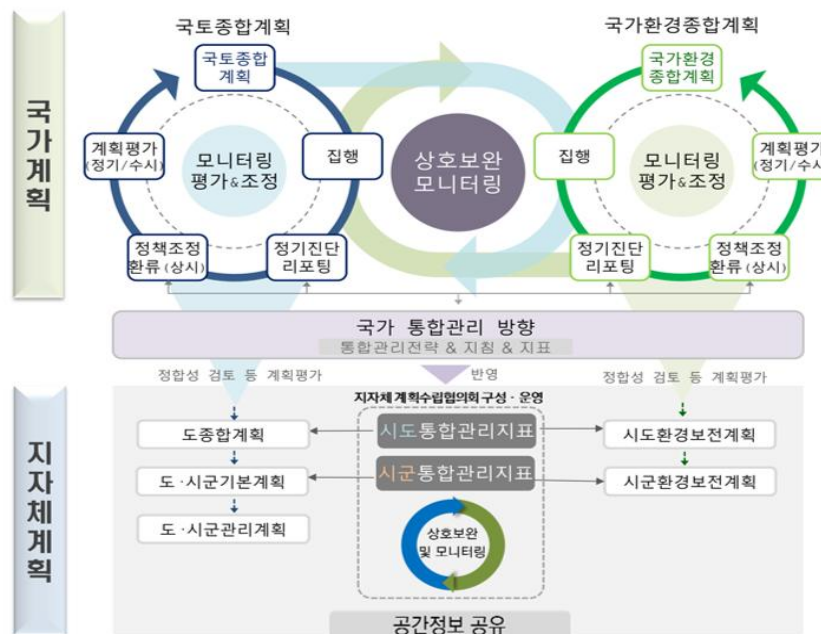 국가계획
국토종합계획
국토종합
계획
집행
정기진단
리포팅
정책조정
환류 (상시)
계획평가
(정기/수시)
모니터링
평가&조정
상호보완
모니터링
국가환경종합계획
국가환경
종합계획
집행
모니터링
평가&조정
계획평가
(정기/수시)
정기진단
리포팅
정책조정
환류 (상시)
국가 통합관리 방향
통합관리전략 & 지침 & 지표
정합성 검토 등 계획평가
반영
정합성 검토 등 계획평가
지자체계획
지자체 계획수립협의회 구성·운영
도종합계획
시도통합관리지표
시도환경보전계획
도·시군기본계획
시군통합관리지표
시군환경보전계획
도·시군관리계획
상호보완
및 모니터링
공간정보 공유